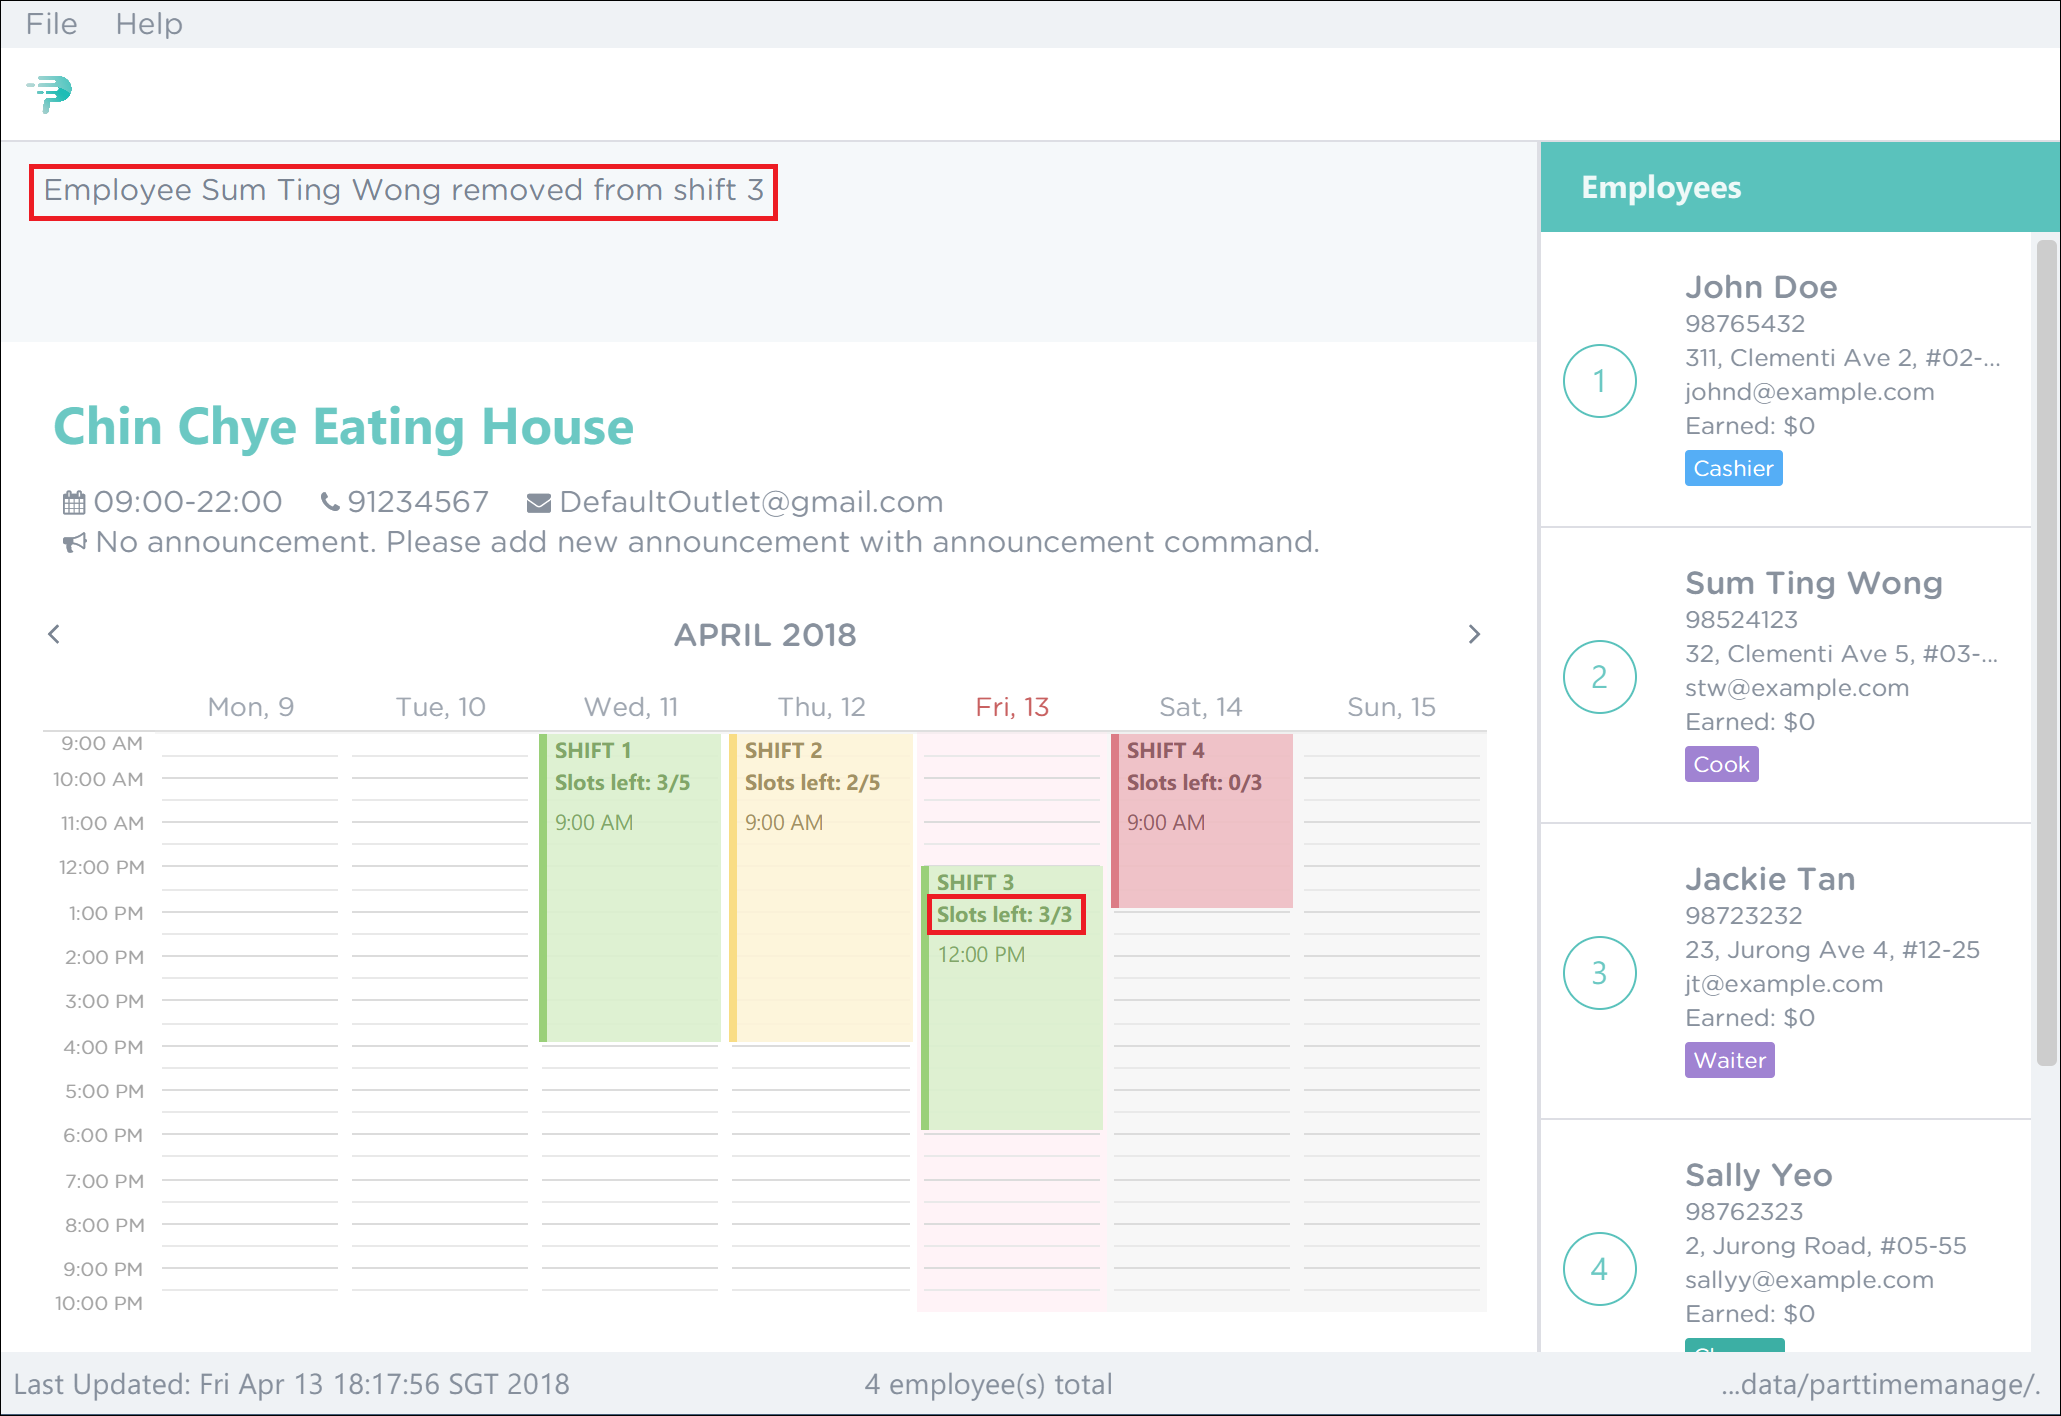 File Help
Employee Sum Ting Wong removed from shift 3
Chin Chye Eating House
09:00-22:00 91234567 DefaultOutlet@gmail.com
No announcement. Please add new announcement with announcement command.
APRIL 2018
Mon, 9 Tue, 10 Wed, 11 Thu, 12 Fri, 13 Sat, 14 Sun, 15
9:00 AM
10:00 AM
11:00 AM
12:00 PM
1:00 PM
2:00 PM
3:00 PM
4:00 PM
5:00 PM
6:00 PM
7:00 PM
8:00 PM
9:00 PM
10:00 PM
SHIFT 1
Slots left: 3/5
9:00 AM
SHIFT 2
Slots left: 2/5
9:00 AM
SHIFT 3
Slots left: 3/3
12:00 PM
SHIFT 4
Slots left: 0/3
9:00 AM
Employees
1
John Doe
98765432
311, Clementi Ave 2, #02-...
johnd@example.com
Earned: $0
Cashier
2
Sum Ting Wong
98524123
32, Clementi Ave 5, #03-...
stw@example.com
Earned: $0
Cook
3
Jackie Tan
98723232
23, Jurong Ave 4, #12-25
jt@example.com
Earned: $0
Waiter
4
Sally Yeo
98762323
2, Jurong Road, #05-55
sallyy@example.com
Earned: $0
Last Updated: Fri Apr 13 18:17:56 SGT 2018
4 employee(s) total
...data/parttimemanage/.